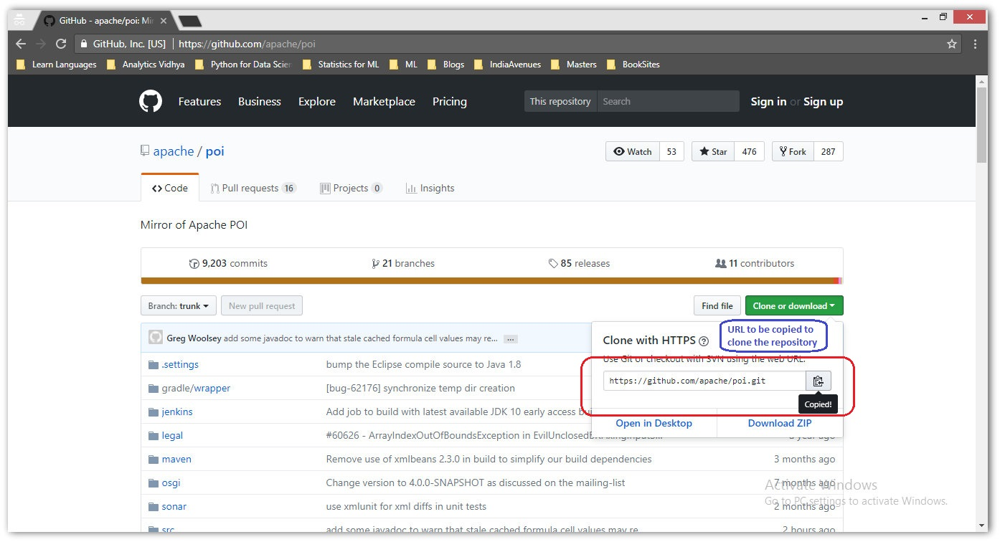 GitHub - apache/poi: Mir
GitHub, Inc. [US] https://github.com/apache/poi
Learn Languages Analytics Vidhya Python for Data Scien Statistics for ML ML Blogs IndiaAvenues Masters BookSites
Features Business Explore Marketplace Pricing This repository Search Sign in or Sign up
apache / poi Watch 53 Star 476 Fork 287
Code Pull requests 16 Projects 0 Insights
Mirror of Apache POI
9,203 commits 21 branches 85 releases 11 contributors
Branch: trunk New pull request Find file Clone or download
URL to be copied to
clone the repository
Greg Woolsey add some javadoc to warn that stale cached formula cell values may re... ...
Clone with HTTPS
Use Git or checkout with SVN using the web URL.
https://github.com/apache/poi.git
Copied!
Open in Desktop Download ZIP
.settings bump the Eclipse compile source to Java 1.8
gradle/wrapper [bug-62176] synchronize temp dir creation
jenkins Add job to build with latest available JDK 10 early access
legal #60626 - ArrayIndexOutOfBoundsException in a year ago
maven Remove use of xmlbeans 2.3.0 in build to simplify our build dependencies 3 months ago
osgi Change version to 4.0.0-SNAPSHOT as discussed on the mailing-list 7 months ago
sonar use xmlunit for xml diffs in unit tests 2 months ago
src add some javadoc to warn that stale cached formula cell values may re... 2 hours ago
Activate Windows
Go to PC settings to activate Windows.